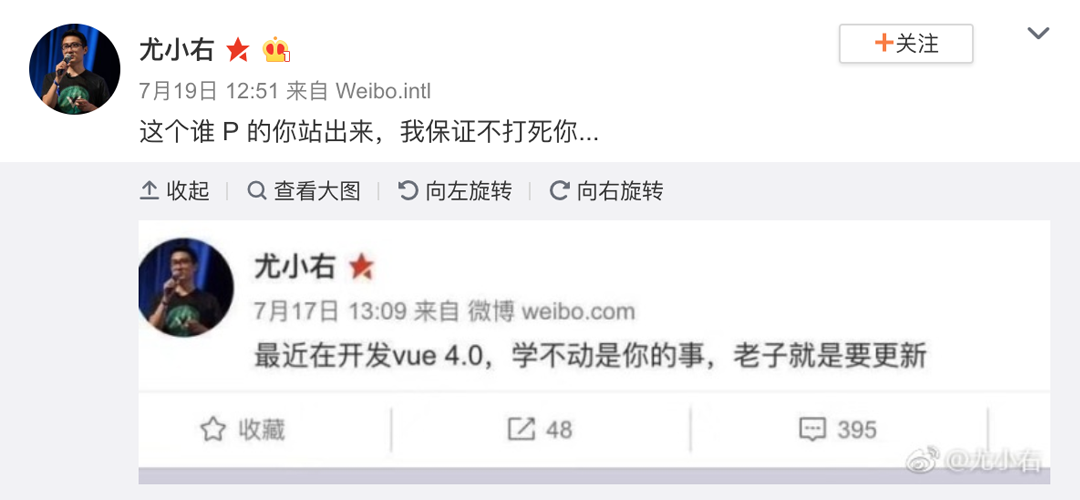 尤小右
+关注
7月19日 12:51 来自 Weibo.intl
这个谁 P 的你站出来，我保证不打死你...
收起
查看大图
向左旋转
向右旋转
尤小右
7月17日 13:09 来自 微博 weibo.com
最近在开发vue 4.0，学不动是你的事，老子就是要更新
收藏
48
395
@尤小右